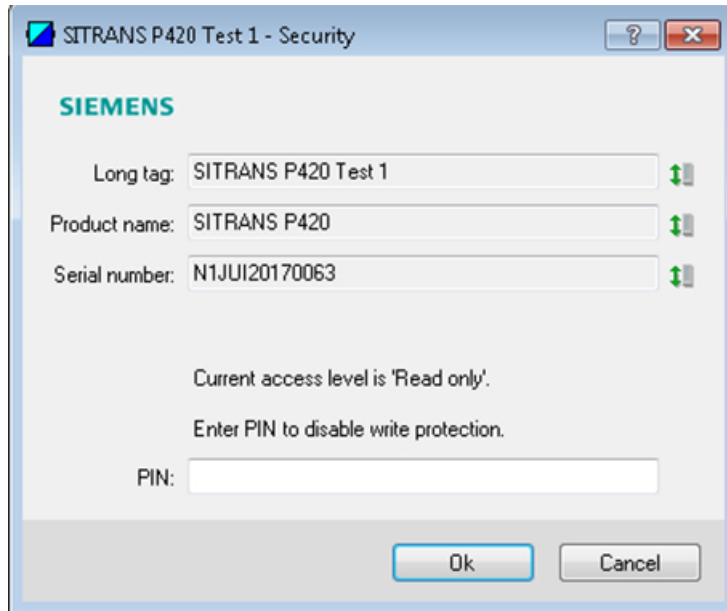 SITRANS P420 Test 1 - Security
SIEMENS
Long tag: SITRANS P420 Test 1
Product name: SITRANS P420
Serial number: N1JUI20170063
Current access level is 'Read only'.
Enter PIN to disable write protection.
PIN:
Ok Cancel